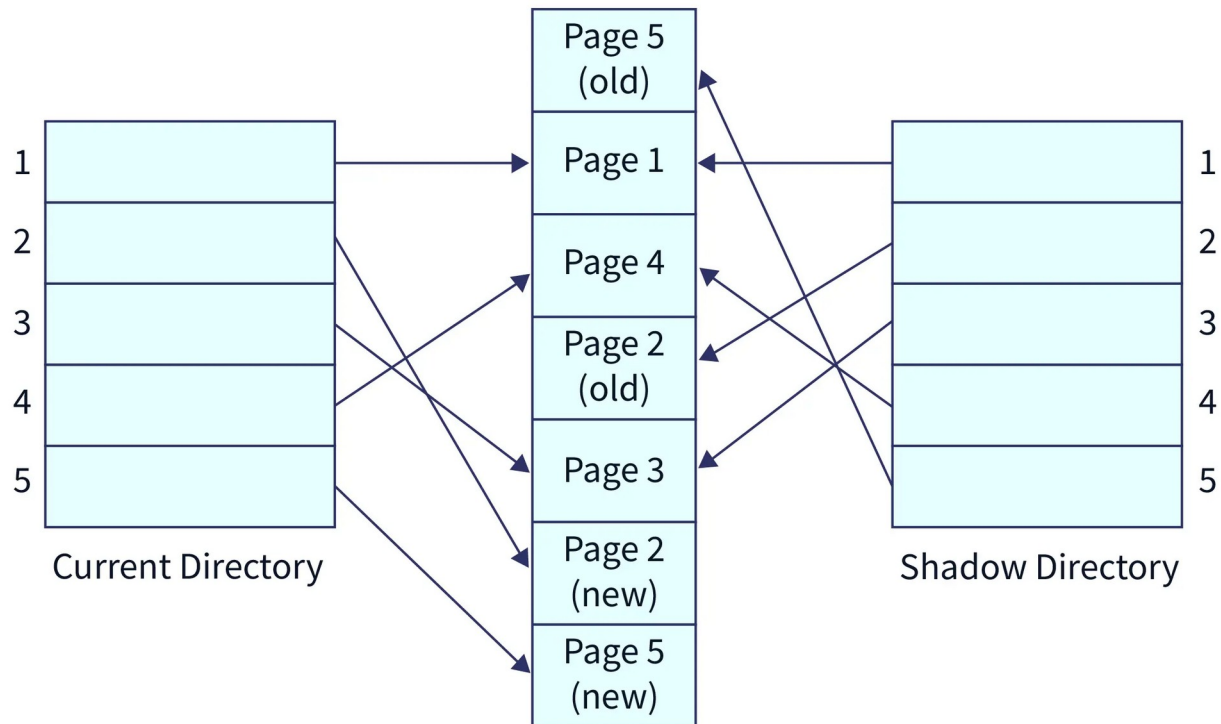 1
2
3
4
5
Current Directory
Page 5
(old)
Page 1
Page 4
Page 2
(old)
Page 3
Page 2
(new)
Page 5
(new)
1
2
3
4
5
Shadow Directory